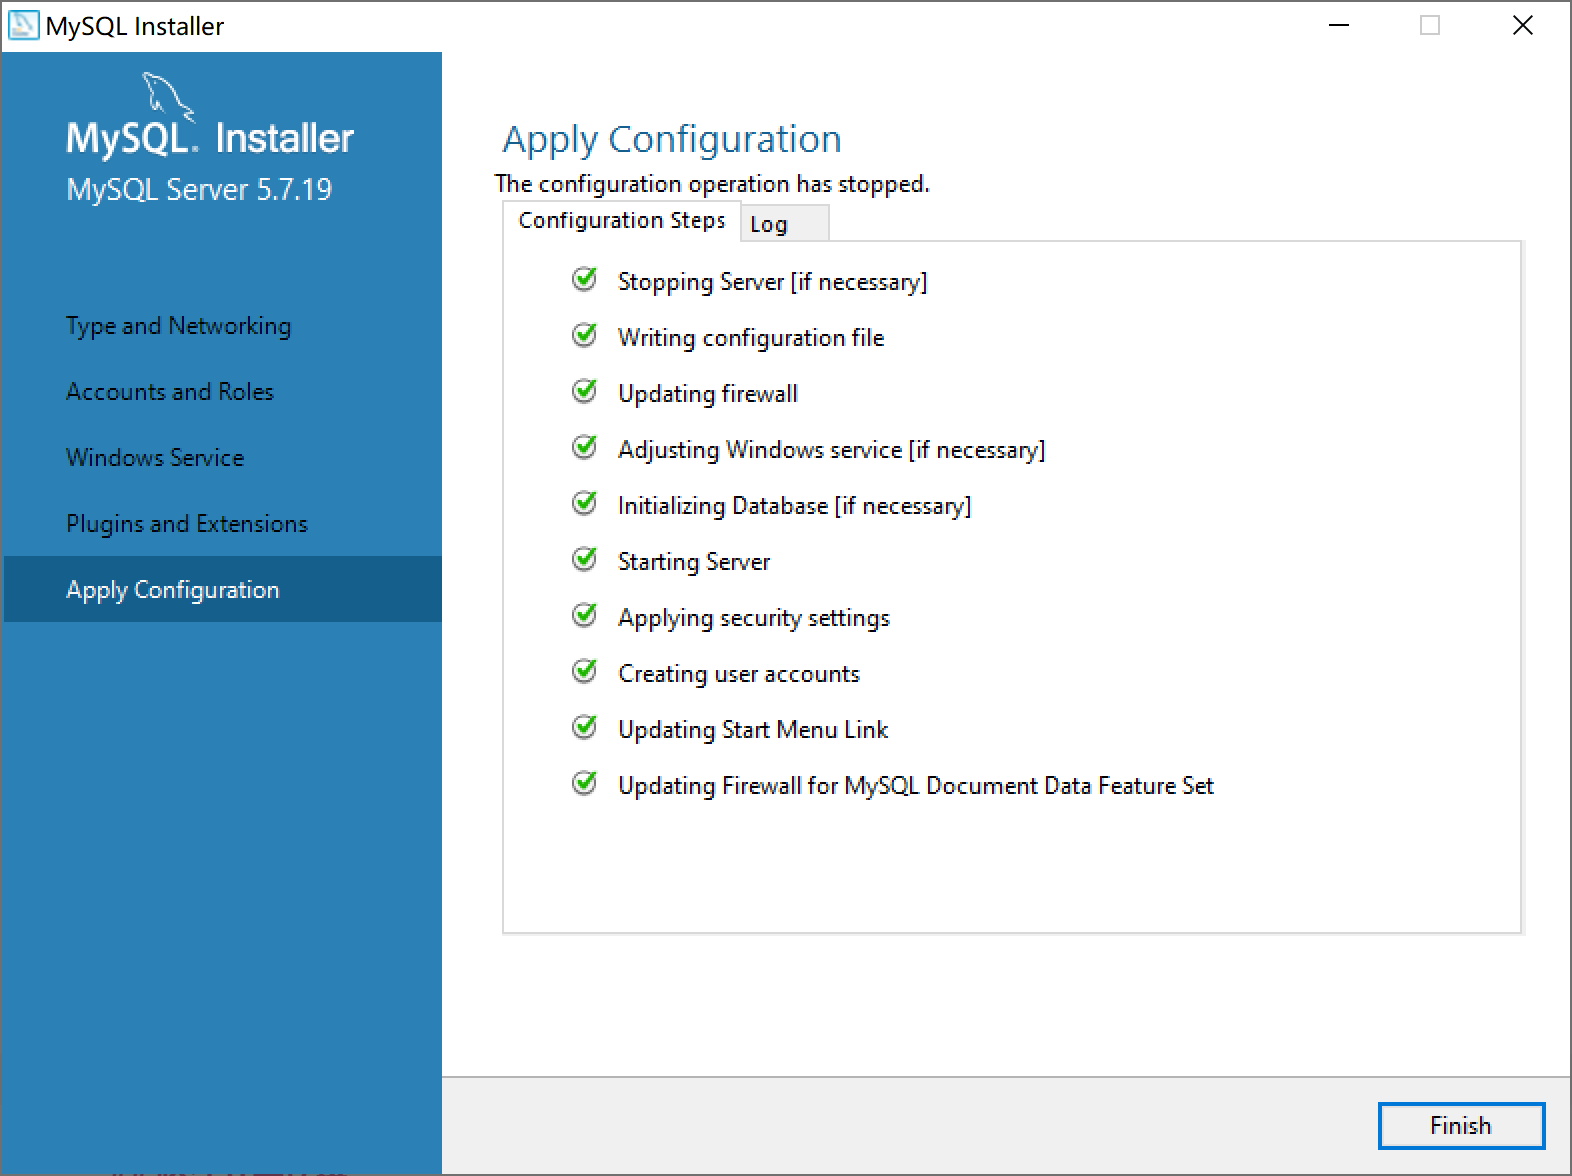 MySQL Installer
MySQL. Installer
MySQL Server 5.7.19
Type and Networking
Accounts and Roles
Windows Service
Plugins and Extensions
Apply Configuration
Apply Configuration
The configuration operation has stopped.
Configuration Steps
Log
Stopping Server [if necessary]
Writing configuration file
Updating firewall
Adjusting Windows service [if necessary]
Initializing Database [if necessary]
Starting Server
Applying security settings
Creating user accounts
Updating Start Menu Link
Updating Firewall for MySQL Document Data Feature Set
Finish